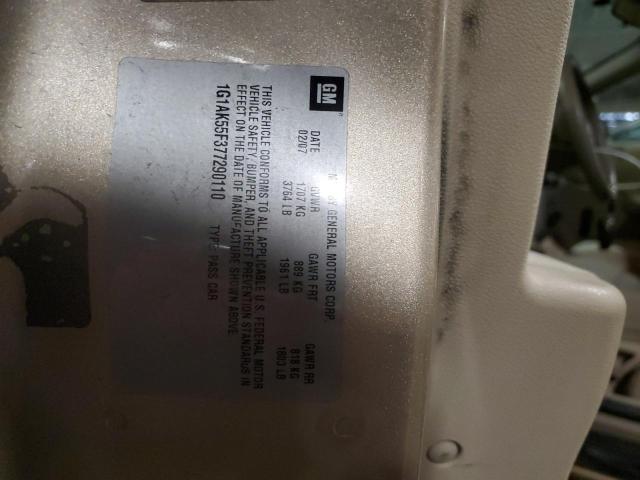 GM
M BY GENERAL MOTORS CORP.
DATE GVWR GAWR FRT GAWR RR
02/07 1707 KG 889 KG 818 KG
3764 LB 1961 LB 1803 LB
THIS VEHICLE CONFORMS TO ALL APPLICABLE U.S. FEDERAL MOTOR
VEHICLE SAFETY, BUMPER, AND THEFT PREVENTION STANDARDS IN
EFFECT ON THE DATE OF MANUFACTURE SHOWN ABOVE.
1G1AK55F377290110 TYPE: PASS CAR